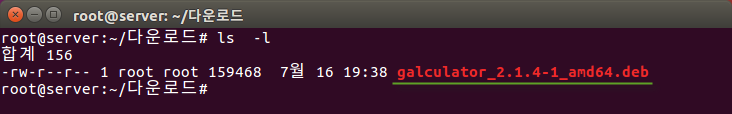 root@server: ~/다운로드
root@server:~/다운로드# ls  -l
합계 156
-rw-r--r-- 1 root root 159468  7월 16 19:38 galculator_2.1.4-1_amd64.deb
root@server:~/다운로드#